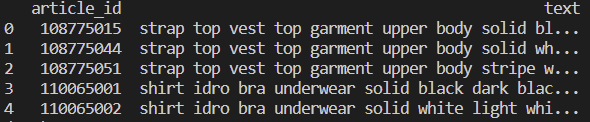 article_id text
0 108775015 strap top vest top garment upper body solid bl...
1 108775044 strap top vest top garment upper body solid wh...
2 108775051 strap top vest top garment upper body stripe w...
3 110065001 shirt idro bra underwear solid black dark blac...
4 110065002 shirt idro bra underwear solid white light whi...